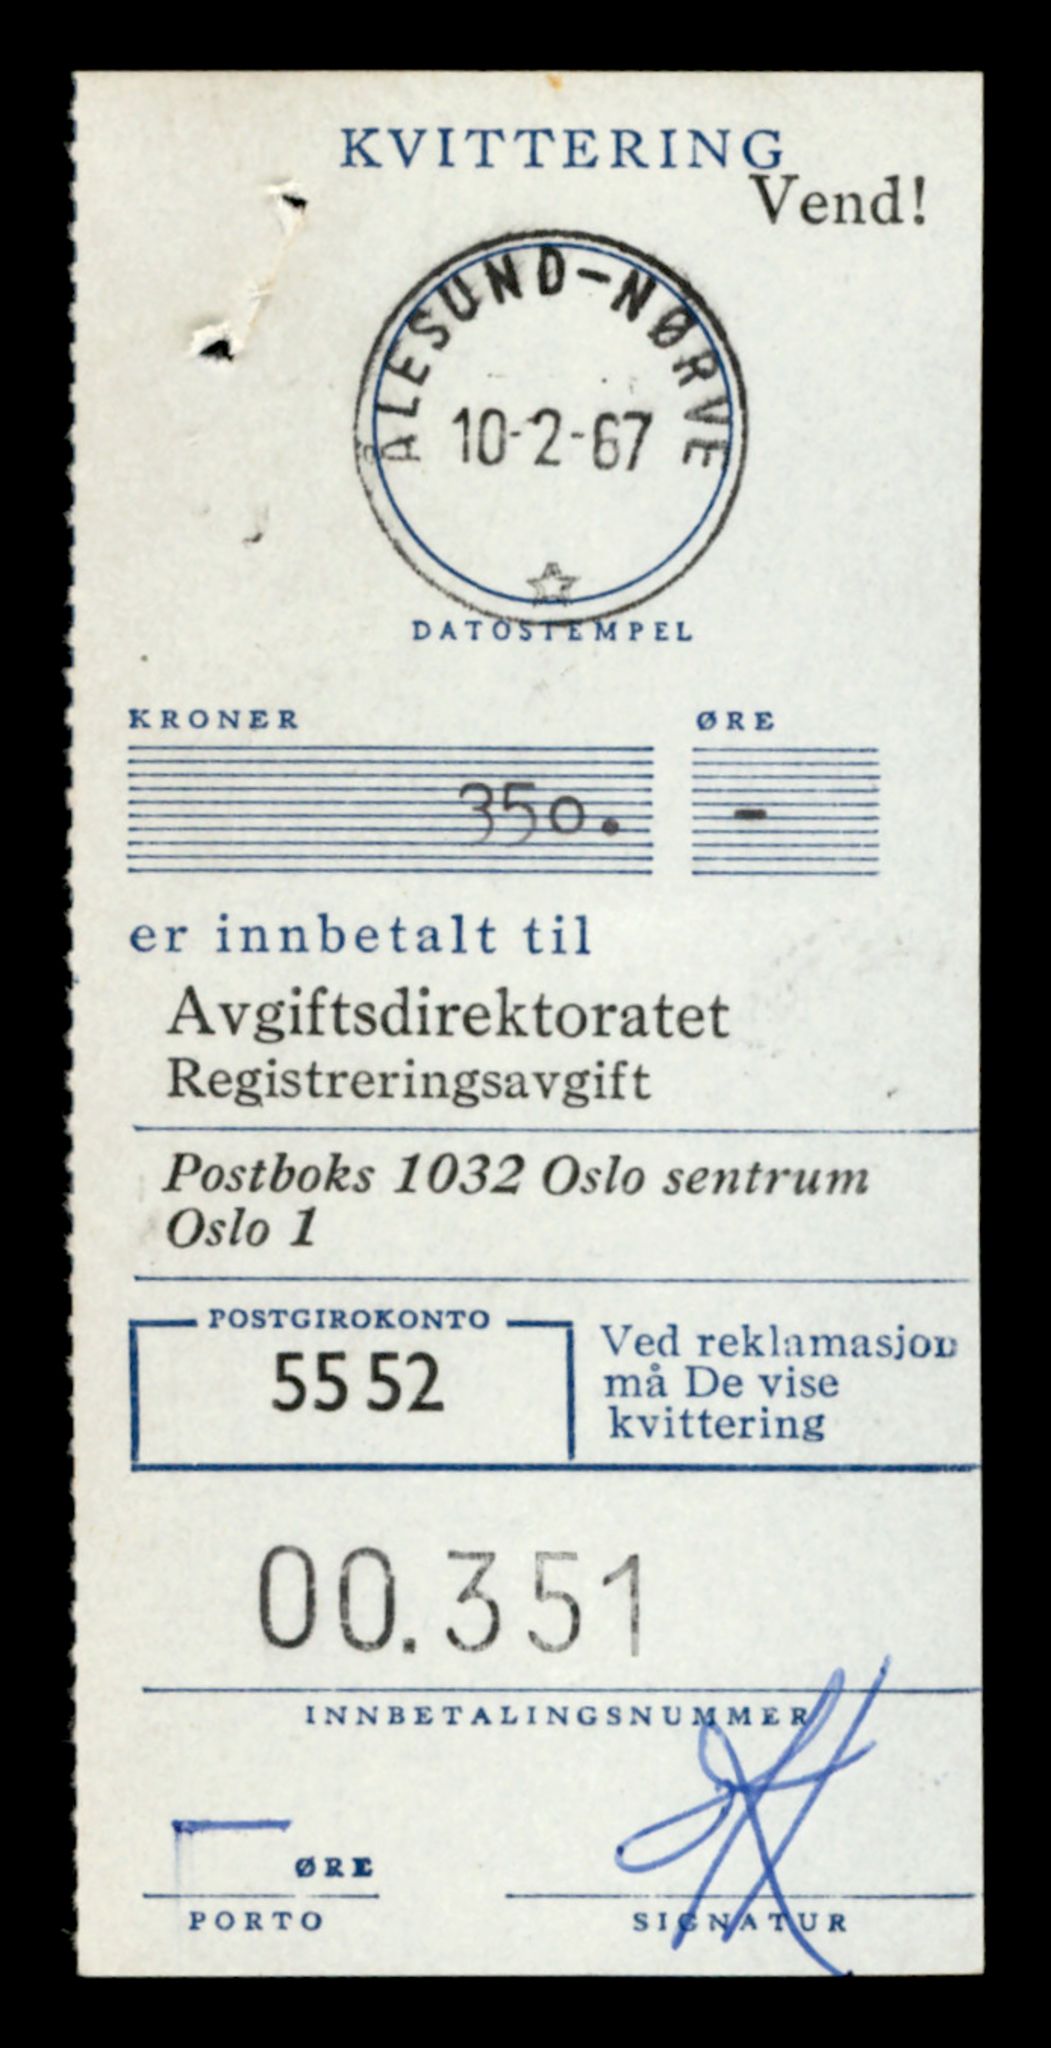 KVITTERING
Vend!
ÅLESUND-NØRVE
10-2-67
DATOSTEMPEL
KRONER ØRE
350. -
er innbetalt til
Avgiftsdirektoratet
Registreringsavgift
Postboks 1032 Oslo sentrum
Oslo 1
POSTGIROKONTO
55 52
Ved reklamasjon
må De vise
kvittering
00.351
INNBETALINGSNUMMER
ØRE
PORTO
SIGNATUR